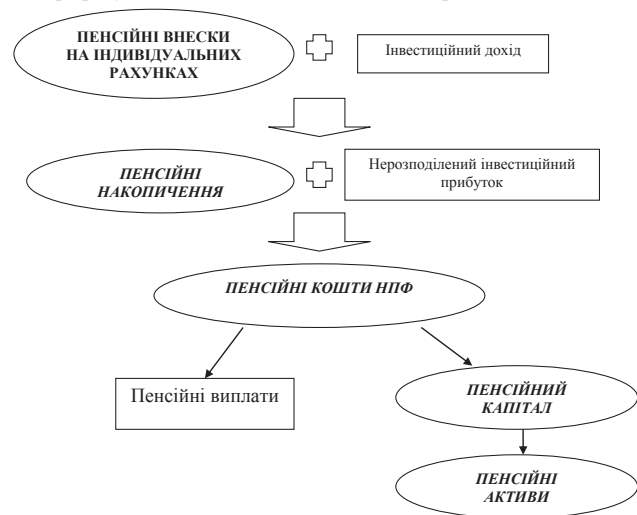 ПЕНСІЙНІ ВНЕСКИ
НА ІНДИВІДУАЛЬНИХ
РАХУНКАХ
Інвестиційний дохід
ПЕНСІЙНІ
НАКОПИЧЕННЯ
Нерозподілений інвестиційний
прибуток
ПЕНСІЙНІ КОШТИ НПФ
Пенсійні виплати
ПЕНСІЙНИЙ
КАПІТАЛ
ПЕНСІЙНІ
АКТИВИ